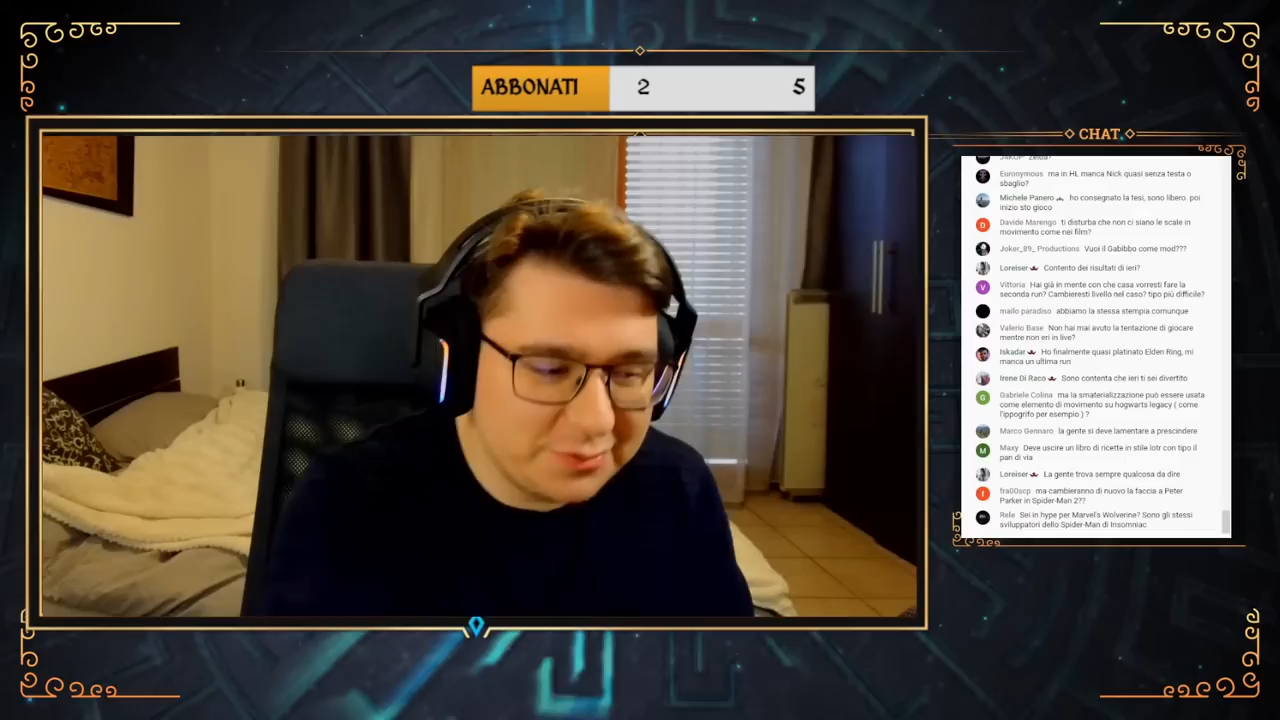 ABBONATI 2 5
CHAT
J4KOP Zelda?
Euronymous ma in HL manca Nick quasi senza testa o
sbaglio?
Michele Panero ho consegnato la tesi, sono libero. poi
inizio sto gioco
D Davide Marengo ti disturba che non ci siano le scale in
movimento come nei film?
Joker_89_Productions Vuoi il Gabibbo come mod???
Loreiser Contento dei risultati di ieri?
V Vittoria Hai già in mente con che casa vorresti fare la
seconda run? Cambieresti livello nel caso? tipo più difficile?
mailo paradiso abbiamo la stessa stempia comunque
Valerio Base Non hai mai avuto la tentazione di giocare
mentre non eri in live?
Iskadar Ho finalmente quasi platinato Elden Ring, mi
manca un ultima run
Irene Di Raco Sono contenta che ieri ti sei divertito
G Gabriele Colina ma la smaterializzazione può essere usata
come elemento di movimento su hogwarts legacy ( come
l'ippogrifo per esempio ) ?
Marco Gennaro la gente si deve lamentare a prescindere
M Maxy Deve uscire un libro di ricette in stile lotr con tipo il
pan di via
Loreiser La gente trova sempre qualcosa da dire
f fra00scp ma cambieranno di nuovo la faccia a Peter
Parker in Spider-Man 2??
Rele Sei in hype per Marvel's Wolverine? Sono gli stessi
sviluppatori dello Spider-Man di Insomniac